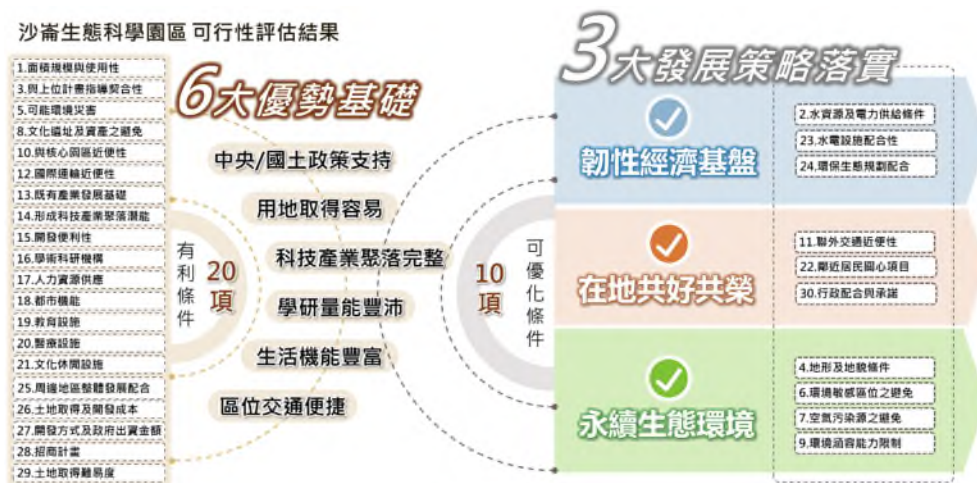 沙崙生態科學園區 可行性評估結果
1.面積規模與使用性
3.與上位計畫指導契合性
5.可能環境災害
8.文化遺址及資產之避免
10.與核心園區近便性
12.國際運輸近便性
13.既有產業發展基礎
14.形成科技產業聚落潛能
15.開發便利性
16.學術科研機構
17.人力資源供應
18.都市機能
19.教育設施
20.醫療設施
21.文化休閒設施
25.周邊地區整體發展配合
26.土地取得及開發成本
27.開發方式及政府出資金額
28.招商計畫
29.土地取得難易度
有利條件
20項
6大優勢基礎
中央/國土政策支持
用地取得容易
科技產業聚落完整
學研量能豐沛
生活機能豐富
區位交通便捷
可優化條件
10項
3大發展策略落實
韌性經濟基盤
2.水資源及電力供給條件
23.水電設施配合性
24.環保生態規劃配合
在地共好共榮
11.聯外交通近便性
22.鄰近居民關心項目
30.行政配合與承諾
永續生態環境
4.地形及地貌條件
6.環境敏感區位之避免
7.空氣污染源之避免
9.環境涵容能力限制